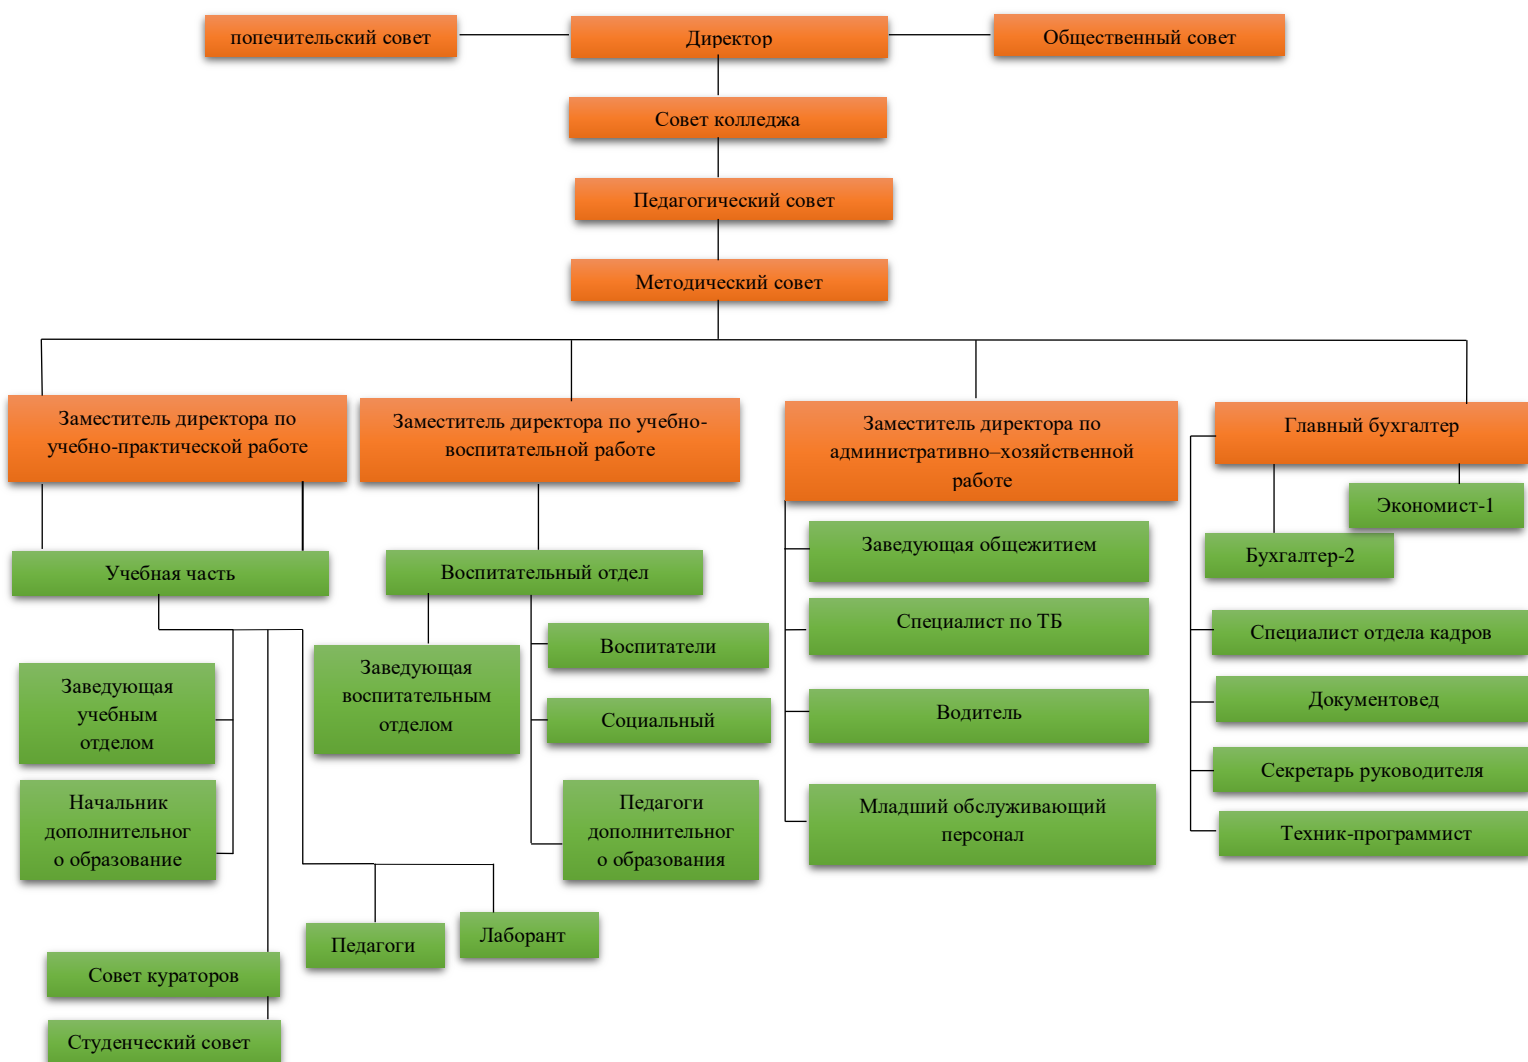 попечительский совет
Директор
Общественный совет
Совет колледжа
Педагогический совет
Методический совет
Заместитель директора по
учебно-практической работе
Заместитель директора по учебно-
воспитательной работе
Заместитель директора по
административно–хозяйственной
работе
Главный бухгалтер
Экономист-1
Бухгалтер-2
Учебная часть
Воспитательный отдел
Заведующая общежитием
Специалист по ТБ
Водитель
Младший обслуживающий
персонал
Специалист отдела кадров
Документовед
Секретарь руководителя
Техник-программист
Заведующая
учебным
отделом
Начальник
дополнительног
о образование
Заведующая
воспитательным
отделом
Воспитатели
Социальный
Педагоги
дополнительног
о образования
Педагоги
Лаборант
Совет кураторов
Студенческий совет